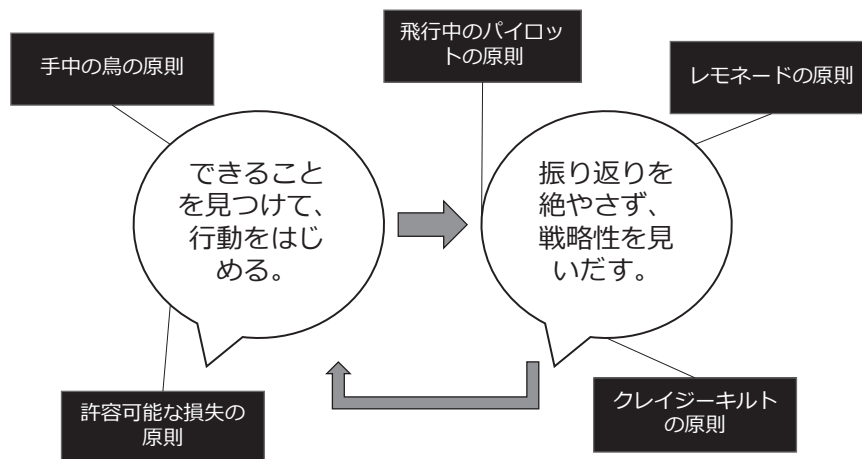 飛行中のパイロッ
トの原則
手中の鳥の原則
レモネードの原則
できること
を見つけて、
行動をはじ
める。
振り返りを
絶やさず、
戦略性を見
いだす。
許容可能な損失の
原則
クレイジーキルト
の原則